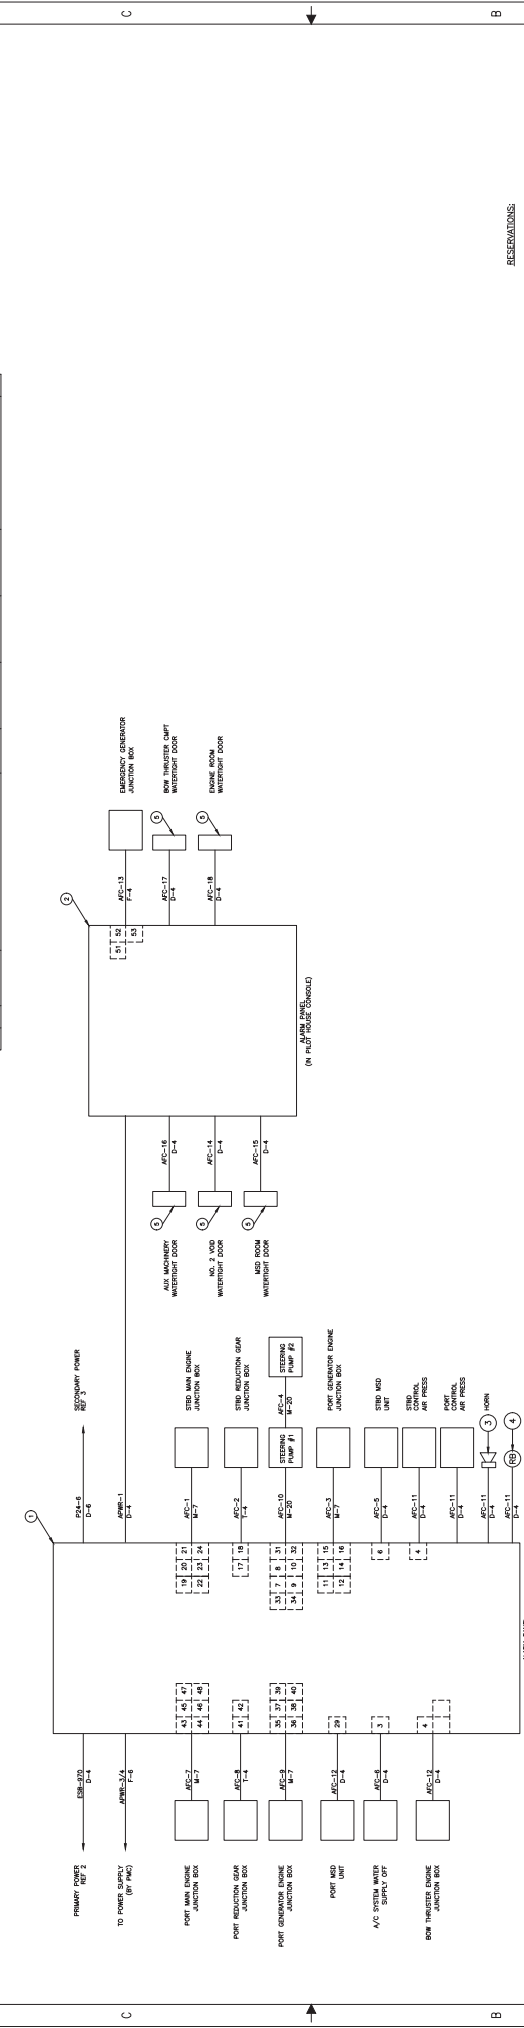 C
B
PRIMARY POWER
REF 2
ESB-970
D-4
TO POWER SUPPLY
(BY PMC)
APWR-3/4
F-6
PORT MAIN ENGINE
JUNCTION BOX
AFC-7
M-7
43 45 47
44 46 48
PORT REDUCTION GEAR
JUNCTION BOX
AFC-8
T-4
41 42
PORT GENERATOR ENGINE
JUNCTION BOX
AFC-9
M-7
35 37 39
36 38 40
PORT MSD
UNIT
AFC-12
D-4
29
A/C SYSTEM WATER
SUPPLY OFF
AFC-6
D-4
3
BOW THRUSTER ENGINE
JUNCTION BOX
AFC-12
D-4
4
1
P24-6
D-6
SECONDARY POWER
REF 3
APWR-1
D-4
19 20 21
22 23 24
AFC-1
M-7
STBD MAIN ENGINE
JUNCTION BOX
17 18
AFC-2
T-4
STBD REDUCTION GEAR
JUNCTION BOX
33 7 8 31
34 9 10 32
AFC-10
M-20
STEERING
PUMP #1
AFC-4
M-20
STEERING
PUMP #2
11 13 15
12 14 16
AFC-3
M-7
PORT GENERATOR ENGINE
JUNCTION BOX
6
AFC-5
D-4
STBD MSD
UNIT
4
AFC-11
D-4
STBD
CONTROL
AIR PRESS
AFC-11
D-4
PORT
CONTROL
AIR PRESS
AFC-11
D-4
3
HORN
AFC-11
D-4
RB
4
AUX MACHINERY
WATERTIGHT DOOR
5
AFC-16
D-4
NO. 2 VOID
WATERTIGHT DOOR
5
AFC-14
D-4
MSD ROOM
WATERTIGHT DOOR
5
AFC-15
D-4
ALARM PANEL
(IN PILOT HOUSE CONSOLE)
2
51 52
53
AFC-13
F-4
EMERGENCY GENERATOR
JUNCTION BOX
AFC-17
D-4
5
BOW THRUSTER CMPT
WATERTIGHT DOOR
AFC-18
D-4
5
ENGINE ROOM
WATERTIGHT DOOR
RESERVATIONS:
C
B